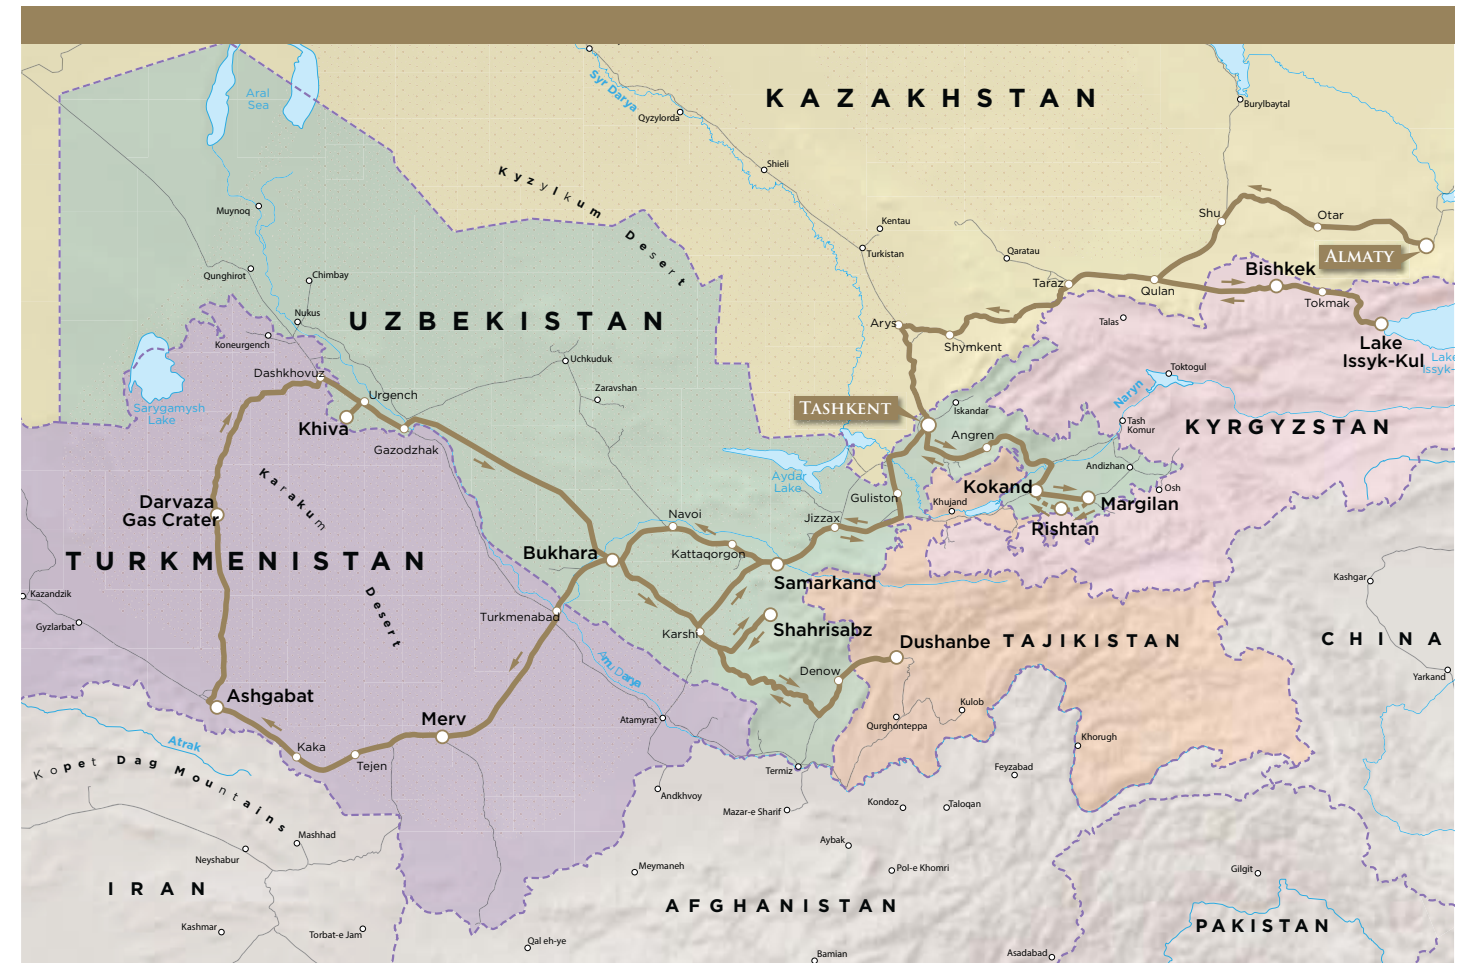 KAZAKHSTAN
Aral
Sea
Syr Darya
Qyzylorda
Burylbaytal
Shieli
Kyzylkum
Desert
Kentau
Turkistan
Qaratau
Shu
Otar
ALMATY
Muynoq
Qunghirot
Chimbay
Nukus
Koneurgench
UZBEKISTAN
Taraz
Qulan
Bishkek
Tokmak
Lake
Issyk-Kul
Lake
Issyk-
Arys
Shymkent
Talas
Toktogul
Naryn
Uchkuduk
Zaravshan
Dashkhovuz
Urgench
Khiva
Gazodzhak
Sarygamysh
Lake
TASHKENT
Iskandar
Angren
Tash
Komur
KYRGYZSTAN
Andizhan
Osh
Aydar
Lake
Guliston
Khujand
Kokand
Margilan
Rishtan
Karakum
Desert
Darvaza
Gas Crater
TURKMENISTAN
Navoi
Jizzax
Bukhara
Kattaqorgon
Samarkand
Kashgar
Kazandzik
Gyzlarbat
Turkmenabad
Karshi
Shahrisabz
Dushanbe
TAJIKISTAN
CHINA
Amu Darya
Denow
Yarkand
Ashgabat
Merv
Atamyrat
Kulob
Qurghonteppa
Khorugh
Atrak
Kaka
Tejen
Kopet Dag Mountains
Termiz
Feyzabad
Andkhvoy
Mazar-e Sharif
Kondoz
Taloqan
Mashhad
Neyshabur
Aybak
Meymaneh
Pol-e Khomri
Gilgit
IRAN
AFGHANISTAN
PAKISTAN
Kashmar
Torbat-e Jam
Qal eh-ye
Bamian
Asadabad